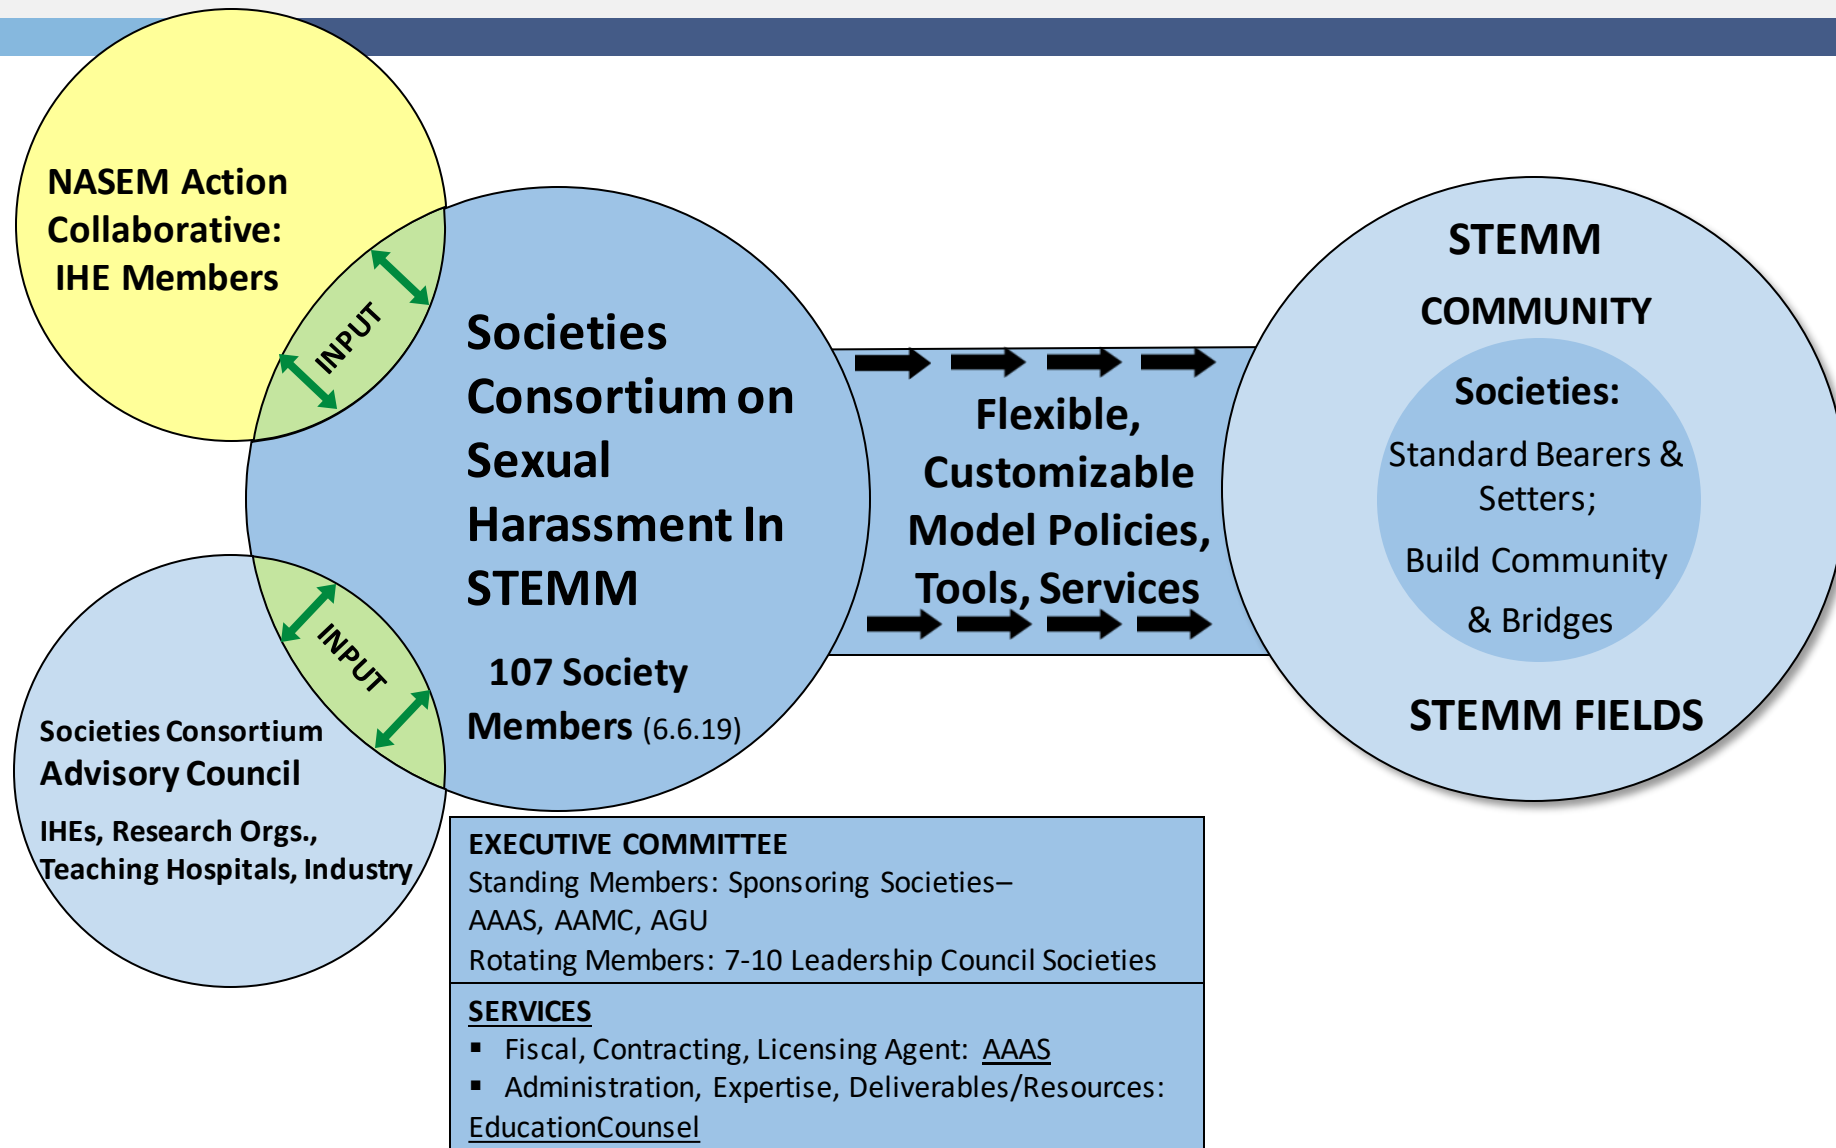 NASEM Action
Collaborative:
IHE Members
INPUT
Societies
Consortium on
Sexual
Harassment In
STEMM
107 Society
Members (6.6.19)
INPUT
Societies Consortium
Advisory Council
IHEs, Research Orgs.,
Teaching Hospitals, Industry
Flexible,
Customizable
Model Policies,
Tools, Services
STEMM
COMMUNITY
Societies:
Standard Bearers &
Setters;
Build Community
& Bridges
STEMM FIELDS
EXECUTIVE COMMITTEE
Standing Members: Sponsoring Societies–
AAAS, AAMC, AGU
Rotating Members: 7-10 Leadership Council Societies
SERVICES
▪ Fiscal, Contracting, Licensing Agent: AAAS
▪ Administration, Expertise, Deliverables/Resources:
EducationCounsel